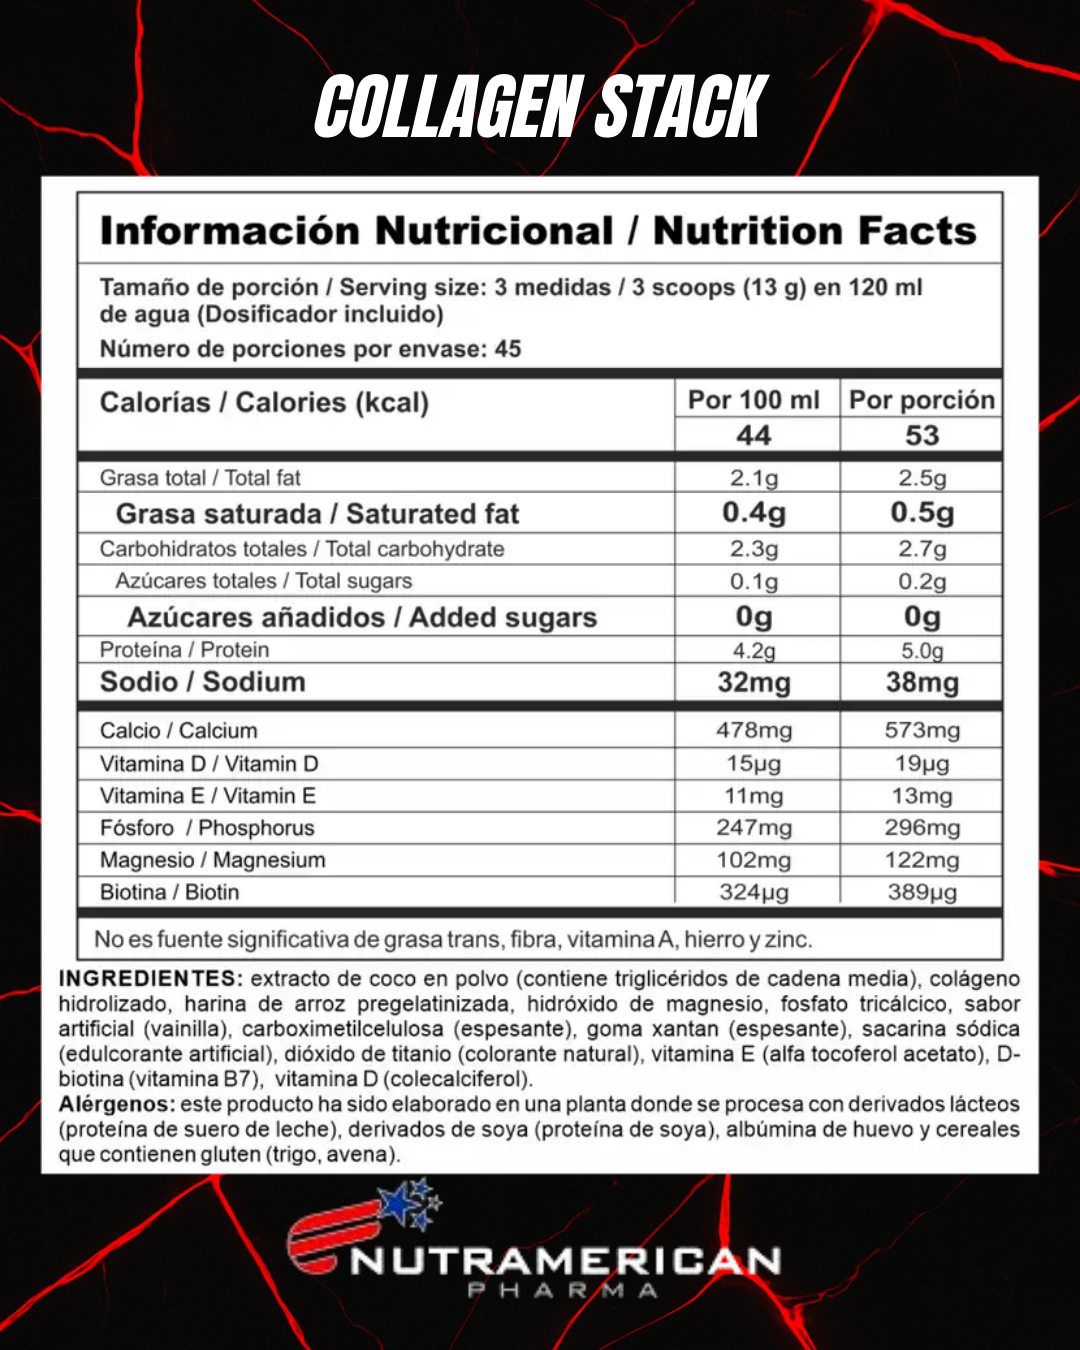 COLLAGEN STACK
Información Nutricional / Nutrition Facts
Tamaño de porción / Serving size: 3 medidas / 3 scoops (13 g) en 120 ml
de agua (Dosificador incluido)
Número de porciones por envase: 45
Calorías / Calories (kcal) Por 100 ml Por porción
44 53
Grasa total / Total fat 2.1g 2.5g
Grasa saturada / Saturated fat 0.4g 0.5g
Carbohidratos totales / Total carbohydrate 2.3g 2.7g
Azúcares totales / Total sugars 0.1g 0.2g
Azúcares añadidos / Added sugars 0g 0g
Proteína / Protein 4.2g 5.0g
Sodio / Sodium 32mg 38mg
Calcio / Calcium 478mg 573mg
Vitamina D / Vitamin D 15µg 19µg
Vitamina E / Vitamin E 11mg 13mg
Fósforo / Phosphorus 247mg 296mg
Magnesio / Magnesium 102mg 122mg
Biotina / Biotin 324µg 389µg
No es fuente significativa de grasa trans, fibra, vitamina A, hierro y zinc.
INGREDIENTES: extracto de coco en polvo (contiene triglicéridos de cadena media), colágeno
hidrolizado, harina de arroz pregelatinizada, hidróxido de magnesio, fosfato tricálcico, sabor
artificial (vainilla), carboximetilcelulosa (espesante), goma xantan (espesante), sacarina sódica
(edulcorante artificial), dióxido de titanio (colorante natural), vitamina E (alfa tocoferol acetato), D-
biotina (vitamina B7), vitamina D (colecalciferol).
Alérgenos: este producto ha sido elaborado en una planta donde se procesa con derivados lácteos
(proteína de suero de leche), derivados de soya (proteína de soya), albúmina de huevo y cereales
que contienen gluten (trigo, avena).
NUTRAMERICAN
PHARMA